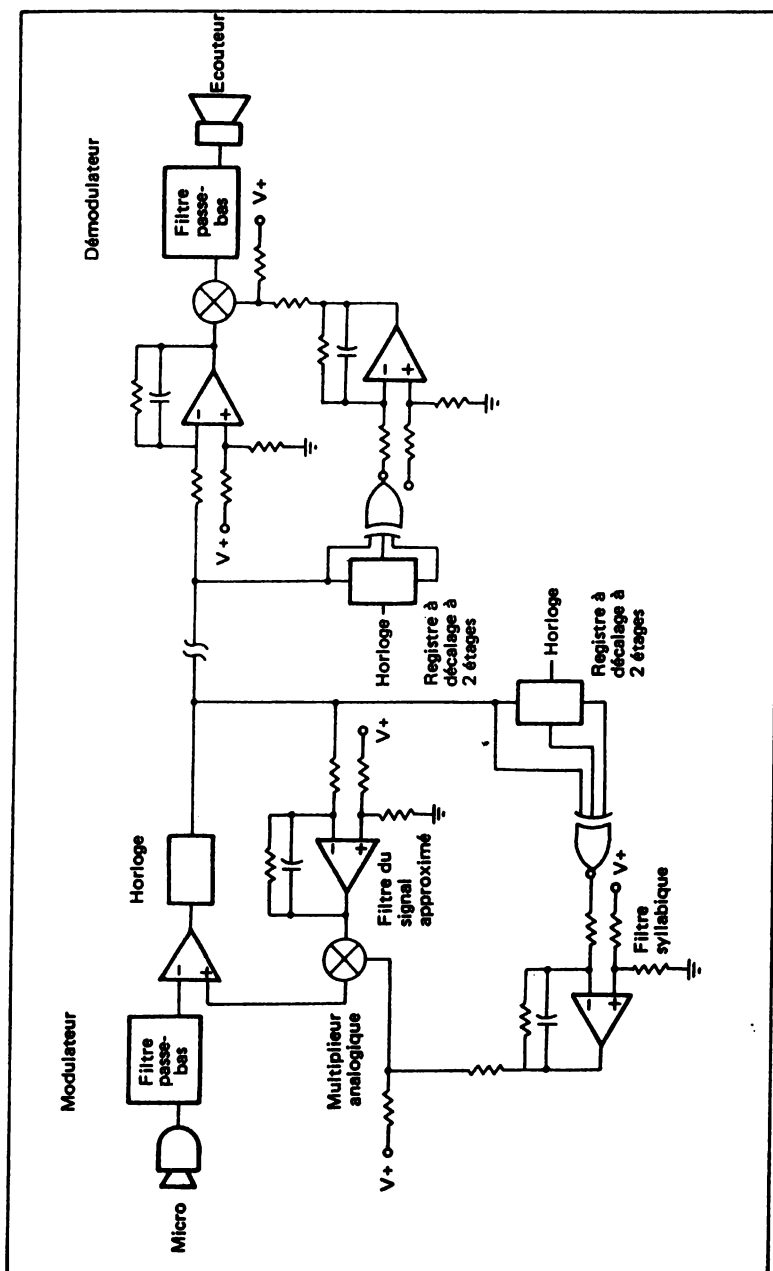 Modulateur
Micro
Filtre
passe-
bas
Horloge
Multiplieur
analogique
Filtre du
signal
approximé
V+
V+
V+
Filtre
syllabique
Horloge
Registre à
décalage à
2 étages
Démodulateur
Filtre
passe-
bas
Ecouteur
V+
V+
Horloge
Registre à
décalage à
2 étages